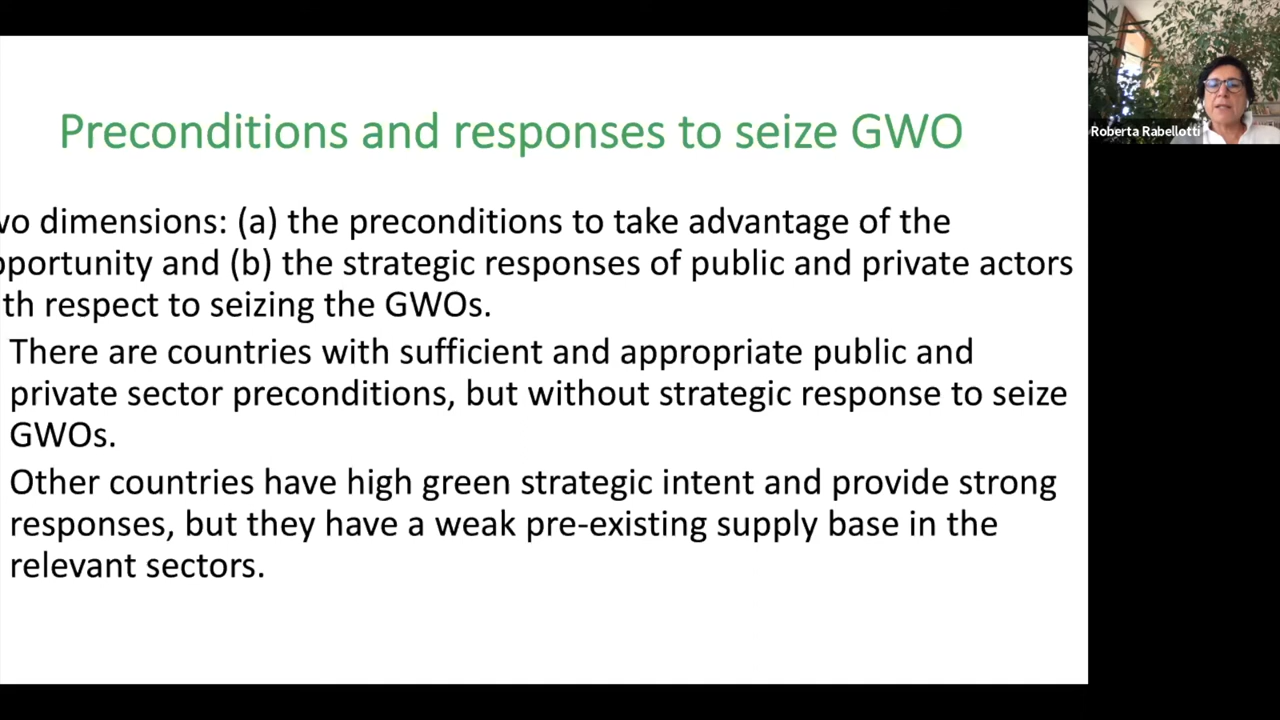 Preconditions and responses to seize GWO
Roberta Rabellotti
wo dimensions: (a) the preconditions to take advantage of the
pportunity and (b) the strategic responses of public and private actors
th respect to seizing the GWOs.
There are countries with sufficient and appropriate public and
private sector preconditions, but without strategic response to seize
GWOs.
Other countries have high green strategic intent and provide strong
responses, but they have a weak pre-existing supply base in the
relevant sectors.